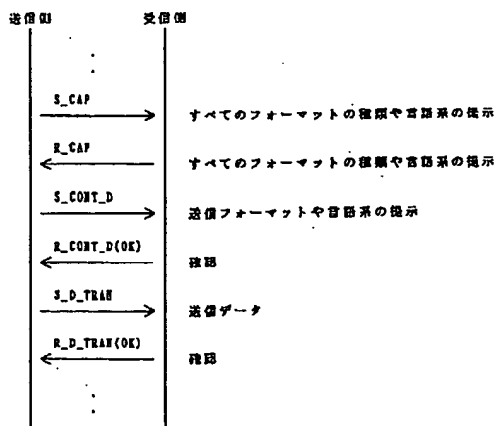 送信側 受信側
S_CAP
すべてのフォーマットの種類や言語系の提示
R_CAP
すべてのフォーマットの種類や言語系の提示
S_CONT_D
送信フォーマットや言語系の提示
R_CONT_D(OK)
確認
S_D_TRAN
送信データ
R_D_TRAN(OK)
確認